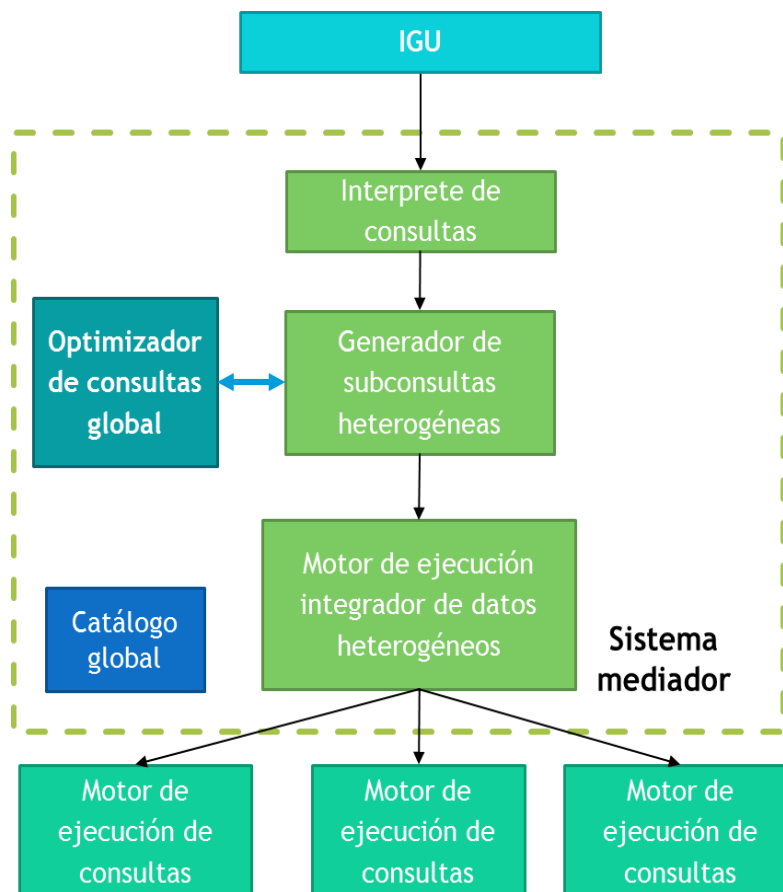 IGU
Interprete de
consultas
Optimizador
de consultas
global
Generador de
subconsultas
heterogéneas
Motor de ejecución
integrador de datos
heterogéneos
Catálogo
global
Sistema
mediador
Motor de
ejecución de
consultas
Motor de
ejecución de
consultas
Motor de
ejecución de
consultas